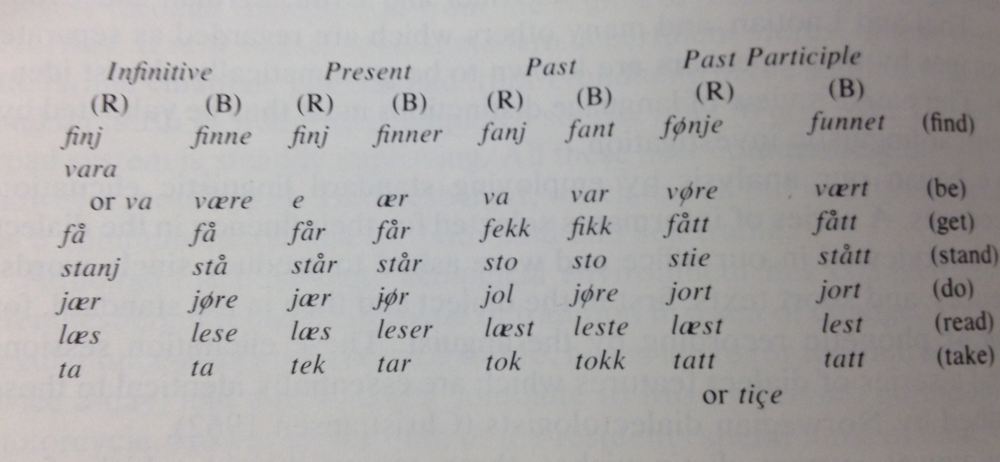 Infinitive Present Past Past Participle
(R) (B) (R) (B) (R) (B) (R) (B)
finj finne finj finner fanj fant fønje funnet (find)
vara
or va være e ær va var vøre vært (be)
få få får får fekk fikk fått fått (get)
stanj stå står står sto sto stie stått (stand)
jær jøre jær jør jol jøre jort jort (do)
læs lese læs leser læst leste læst lest (read)
ta ta tek tar tok tokk tatt tatt (take)
or tiçe